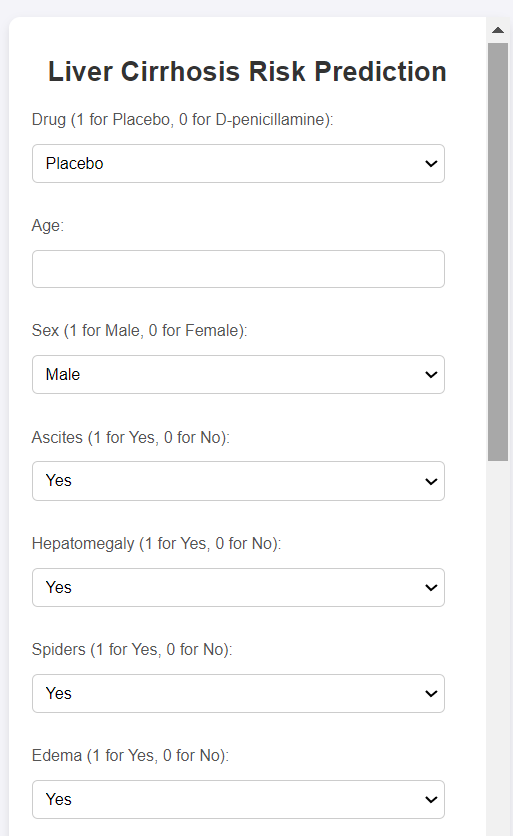 Liver Cirrhosis Risk Prediction
Drug (1 for Placebo, 0 for D-penicillamine):
Placebo
Age:
Sex (1 for Male, 0 for Female):
Male
Ascites (1 for Yes, 0 for No):
Yes
Hepatomegaly (1 for Yes, 0 for No):
Yes
Spiders (1 for Yes, 0 for No):
Yes
Edema (1 for Yes, 0 for No):
Yes